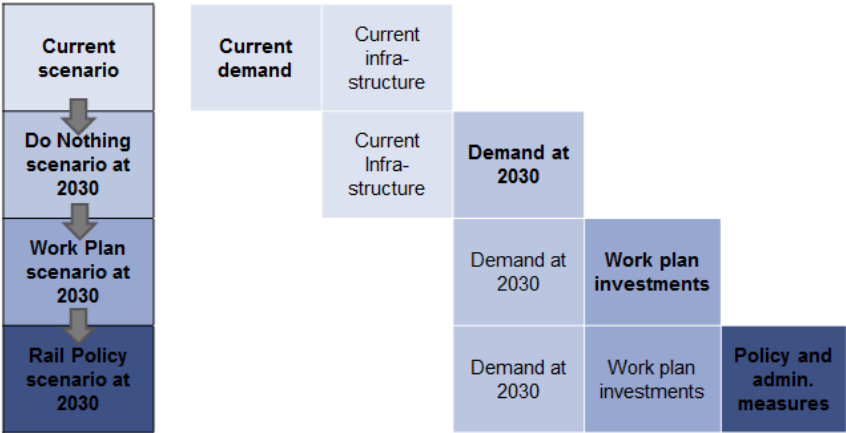 Current
scenario
Current
demand
Current
infra-
structure
Do Nothing
scenario at
2030
Current
Infra-
structure
Demand at
2030
Work Plan
scenario at
2030
Demand at
2030
Work plan
investments
Rail Policy
scenario at
2030
Demand at
2030
Work plan
investments
Policy and
admin.
measures